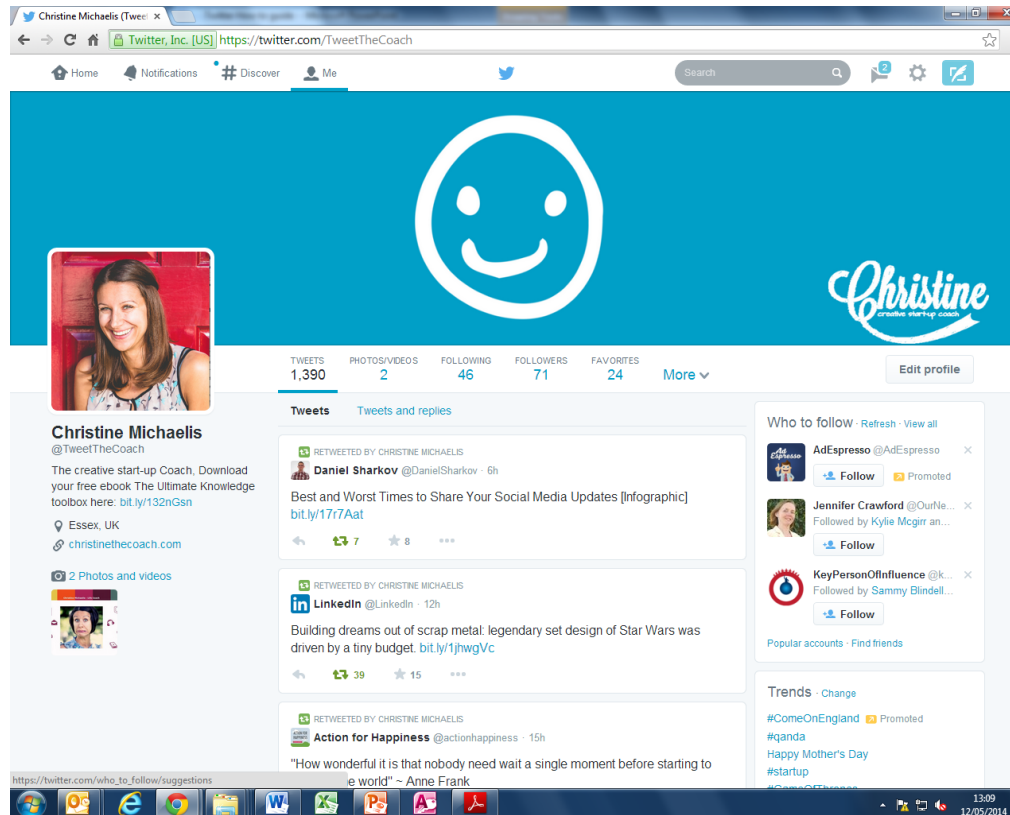 Christine Michaelis (Tweet
Twitter, Inc. [US] https://twitter.com/TweetTheCoach
Home Notifications Discover Me Search 2
Christine
creative start-up coach
TWEETS PHOTOS/VIDEOS FOLLOWING FOLLOWERS FAVORITES
1,390 2 46 71 24 More Edit profile
Christine Michaelis
@TweetTheCoach
The creative start-up Coach, Download
your free ebook The Ultimate Knowledge
toolbox here: bit.ly/132nGsn
Essex, UK
christinethecoach.com
2 Photos and videos
Tweets Tweets and replies
RETWEETED BY CHRISTINE MICHAELIS
Daniel Sharkov @DanielSharkov · 6h
Best and Worst Times to Share Your Social Media Updates [Infographic]
bit.ly/17r7Aat
7 8
RETWEETED BY CHRISTINE MICHAELIS
in LinkedIn @LinkedIn · 12h
Building dreams out of scrap metal: legendary set design of Star Wars was
driven by a tiny budget. bit.ly/1jhwgVc
39 15
RETWEETED BY CHRISTINE MICHAELIS
Action for Happiness @actionhappiness · 15h
"How wonderful it is that nobody need wait a single moment before starting to
world" ~ Anne Frank
Who to follow · Refresh · View all
Ad Espresso
AdEspresso @AdEspresso
Follow Promoted
Jennifer Crawford @OurNe...
Followed by Kylie Mcgirr an...
Follow
KeyPersonOfInfluence @k...
Followed by Sammy Blindell...
Follow
Popular accounts · Find friends
Trends · Change
#ComeOnEngland Promoted
#qanda
Happy Mother's Day
#startup
#GameOfThrones
https://twitter.com/who_to_follow/suggestions
13:09
12/05/2014